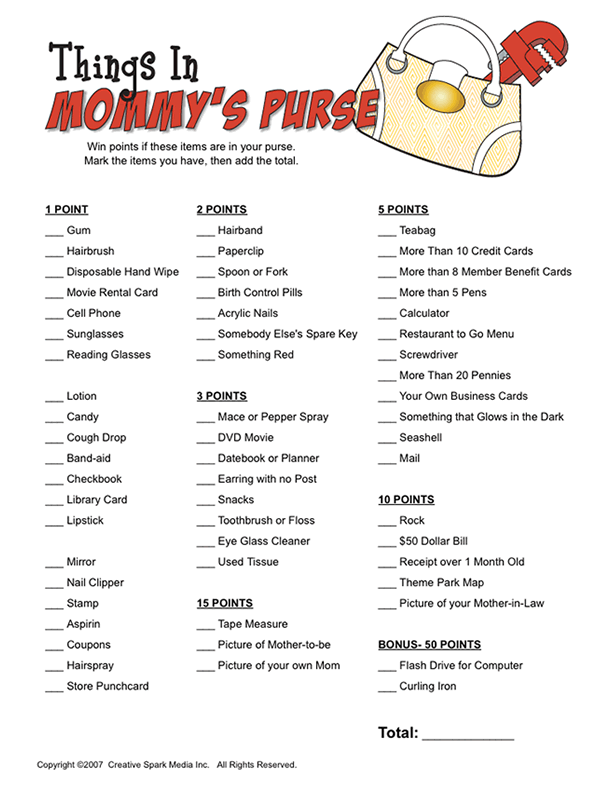 Things In
MOMMY'S PURSE
Win points if these items are in your purse.
Mark the items you have, then add the total.
1 POINT
___ Gum
___ Hairbrush
___ Disposable Hand Wipe
___ Movie Rental Card
___ Cell Phone
___ Sunglasses
___ Reading Glasses
___ Lotion
___ Candy
___ Cough Drop
___ Band-aid
___ Checkbook
___ Library Card
___ Lipstick
___ Mirror
___ Nail Clipper
___ Stamp
___ Aspirin
___ Coupons
___ Hairspray
___ Store Punchcard
2 POINTS
___ Hairband
___ Paperclip
___ Spoon or Fork
___ Birth Control Pills
___ Acrylic Nails
___ Somebody Else's Spare Key
___ Something Red
3 POINTS
___ Mace or Pepper Spray
___ DVD Movie
___ Datebook or Planner
___ Earring with no Post
___ Snacks
___ Toothbrush or Floss
___ Eye Glass Cleaner
___ Used Tissue
15 POINTS
___ Tape Measure
___ Picture of Mother-to-be
___ Picture of your own Mom
5 POINTS
___ Teabag
___ More Than 10 Credit Cards
___ More than 8 Member Benefit Cards
___ More than 5 Pens
___ Calculator
___ Restaurant to Go Menu
___ Screwdriver
___ More Than 20 Pennies
___ Your Own Business Cards
___ Something that Glows in the Dark
___ Seashell
___ Mail
10 POINTS
___ Rock
___ $50 Dollar Bill
___ Receipt over 1 Month Old
___ Theme Park Map
___ Picture of your Mother-in-Law
BONUS- 50 POINTS
___ Flash Drive for Computer
___ Curling Iron
Total: ___________
Copyright ©2007 Creative Spark Media Inc. All Rights Reserved.